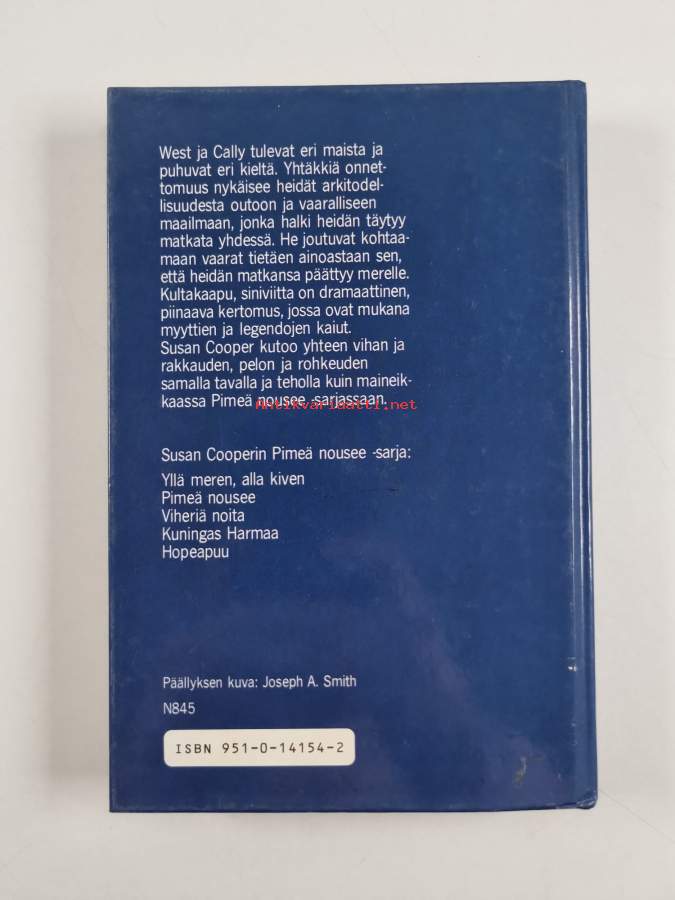 West ja Cally tulevat eri maista ja
puhuvat eri kieltä. Yhtäkkiä onnet-
tomuus nykäisee heidät arkitodel-
lisuudesta outoon ja vaaralliseen
maailmaan, jonka halki heidän täytyy
matkata yhdessä. He joutuvat kohtaa-
maan vaarat tietäen ainoastaan sen,
että heidän matkansa päättyy merelle.
Kultakaapu, siniviitta on dramaattinen,
piinaava kertomus, jossa ovat mukana
myyttien ja legendojen kaiut.
Susan Cooper kutoo yhteen vihan ja
rakkauden, pelon ja rohkeuden
samalla tavalla ja teholla kuin maineik-
kaassa Pimeä nousee -sarjassaan.
Antikvariaatti.net
Susan Cooperin Pimeä nousee -sarja:
Yllä meren, alla kiven
Pimeä nousee
Viheriä noita
Kuningas Harmaa
Hopeapuu
Päällyksen kuva: Joseph A. Smith
N845
ISBN 951-0-14154-2